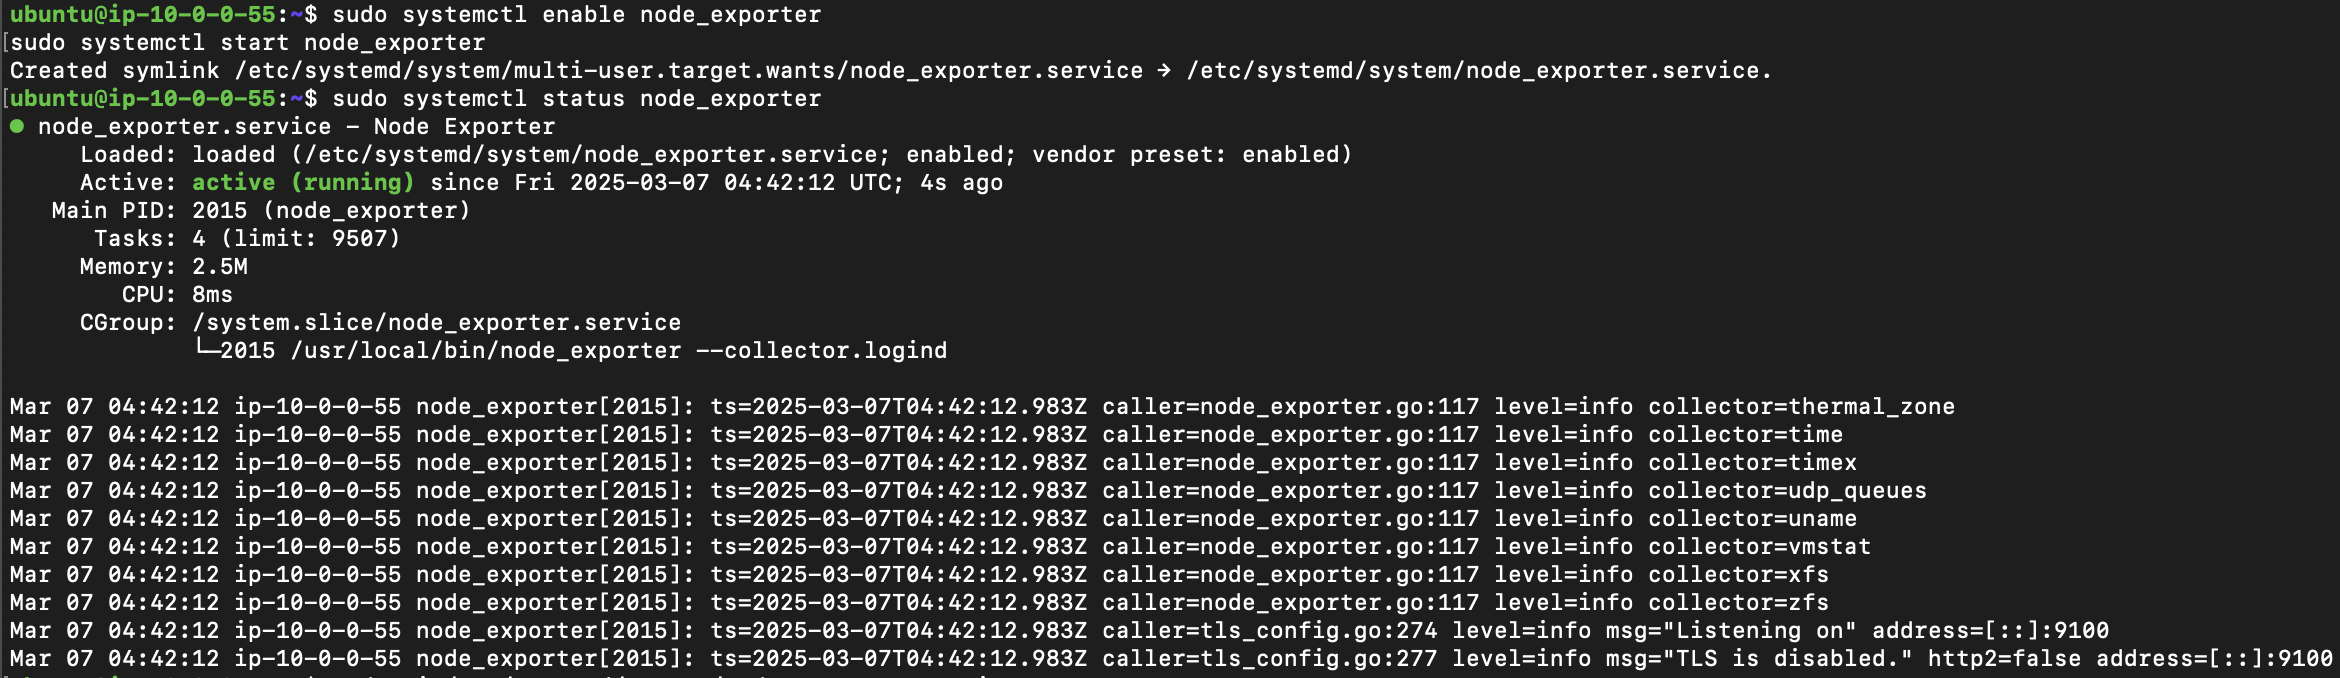 ubuntu@ip-10-0-0-55:~$ sudo systemctl enable node_exporter
[sudo systemctl start node_exporter
Created symlink /etc/systemd/system/multi-user.target.wants/node_exporter.service → /etc/systemd/system/node_exporter.service.
[ubuntu@ip-10-0-0-55:~$ sudo systemctl status node_exporter
● node_exporter.service – Node Exporter
Loaded: loaded (/etc/systemd/system/node_exporter.service; enabled; vendor preset: enabled)
Active: active (running) since Fri 2025-03-07 04:42:12 UTC; 4s ago
Main PID: 2015 (node_exporter)
Tasks: 4 (limit: 9507)
Memory: 2.5M
CPU: 8ms
CGroup: /system.slice/node_exporter.service
└─2015 /usr/local/bin/node_exporter --collector.logind
Mar 07 04:42:12 ip-10-0-0-55 node_exporter[2015]: ts=2025-03-07T04:42:12.983Z caller=node_exporter.go:117 level=info collector=thermal_zone
Mar 07 04:42:12 ip-10-0-0-55 node_exporter[2015]: ts=2025-03-07T04:42:12.983Z caller=node_exporter.go:117 level=info collector=time
Mar 07 04:42:12 ip-10-0-0-55 node_exporter[2015]: ts=2025-03-07T04:42:12.983Z caller=node_exporter.go:117 level=info collector=timex
Mar 07 04:42:12 ip-10-0-0-55 node_exporter[2015]: ts=2025-03-07T04:42:12.983Z caller=node_exporter.go:117 level=info collector=udp_queues
Mar 07 04:42:12 ip-10-0-0-55 node_exporter[2015]: ts=2025-03-07T04:42:12.983Z caller=node_exporter.go:117 level=info collector=uname
Mar 07 04:42:12 ip-10-0-0-55 node_exporter[2015]: ts=2025-03-07T04:42:12.983Z caller=node_exporter.go:117 level=info collector=vmstat
Mar 07 04:42:12 ip-10-0-0-55 node_exporter[2015]: ts=2025-03-07T04:42:12.983Z caller=node_exporter.go:117 level=info collector=xfs
Mar 07 04:42:12 ip-10-0-0-55 node_exporter[2015]: ts=2025-03-07T04:42:12.983Z caller=node_exporter.go:117 level=info collector=zfs
Mar 07 04:42:12 ip-10-0-0-55 node_exporter[2015]: ts=2025-03-07T04:42:12.983Z caller=tls_config.go:274 level=info msg="Listening on" address=[::]:9100
Mar 07 04:42:12 ip-10-0-0-55 node_exporter[2015]: ts=2025-03-07T04:42:12.983Z caller=tls_config.go:277 level=info msg="TLS is disabled." http2=false address=[::]:9100